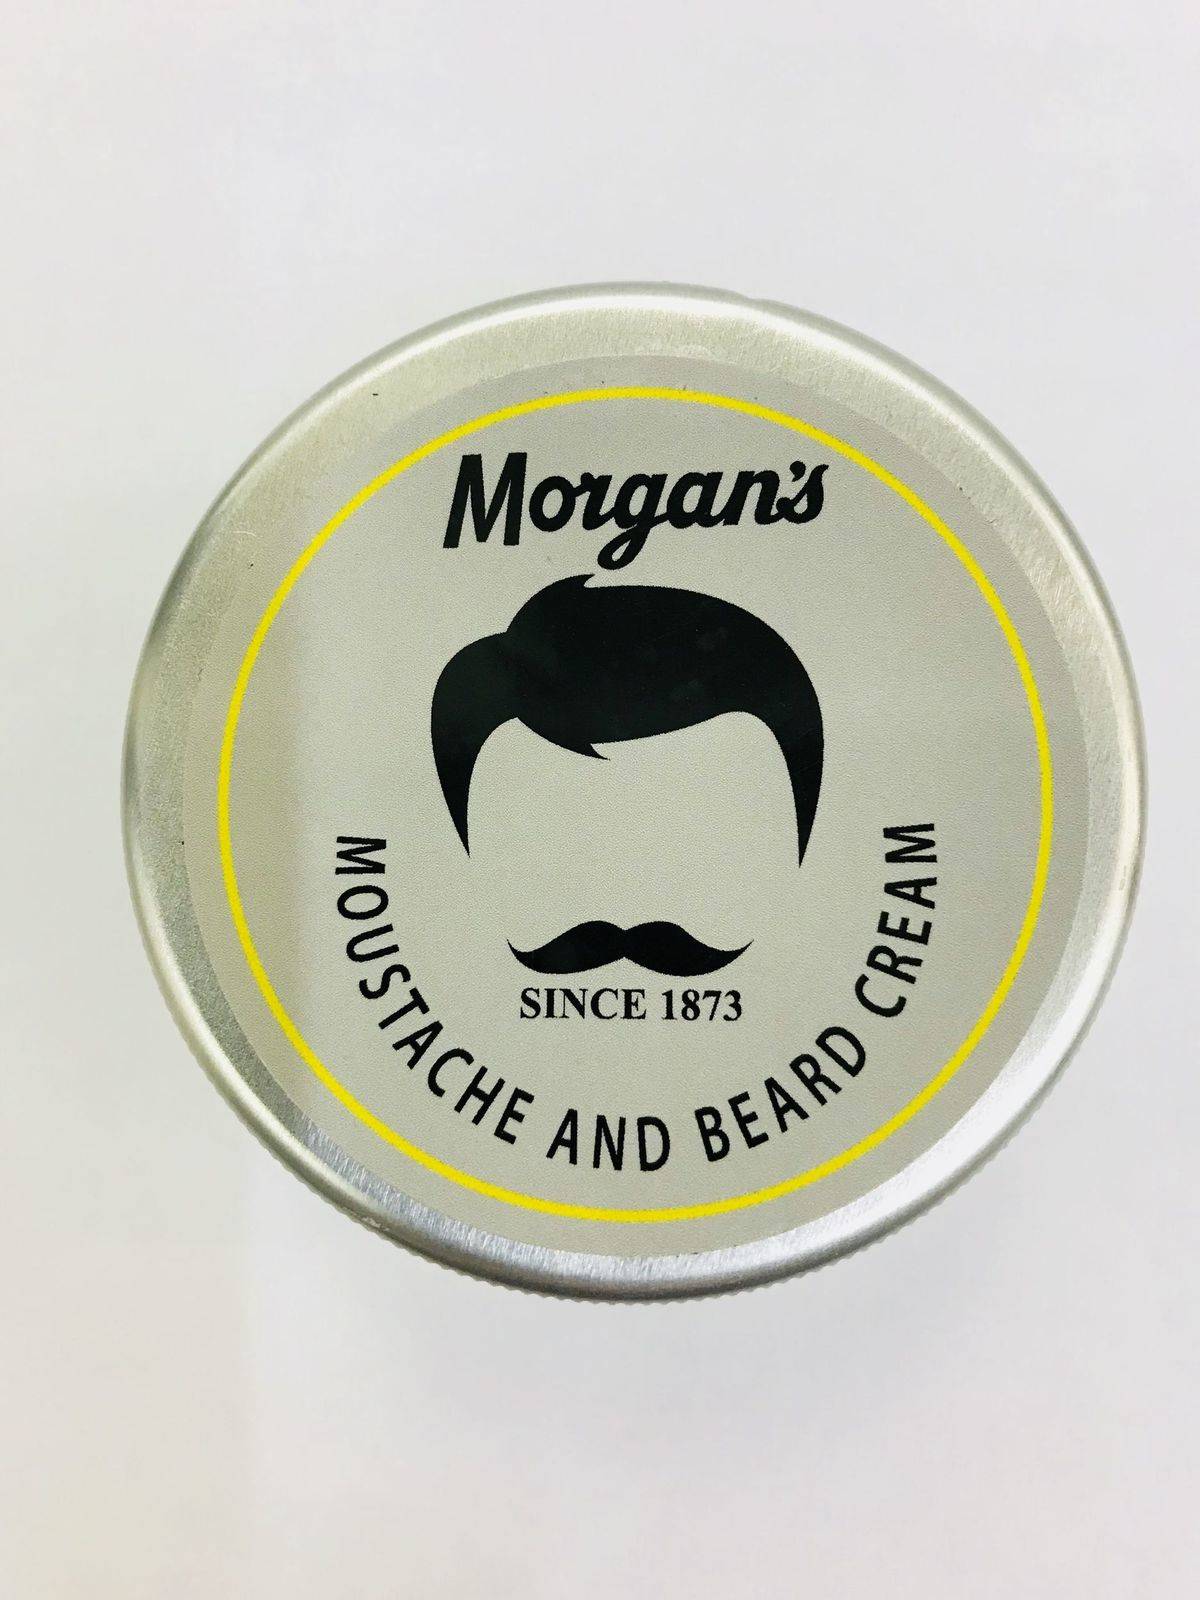 Morgan's
SINCE 1873
MOUSTACHE AND BEARD CREAM